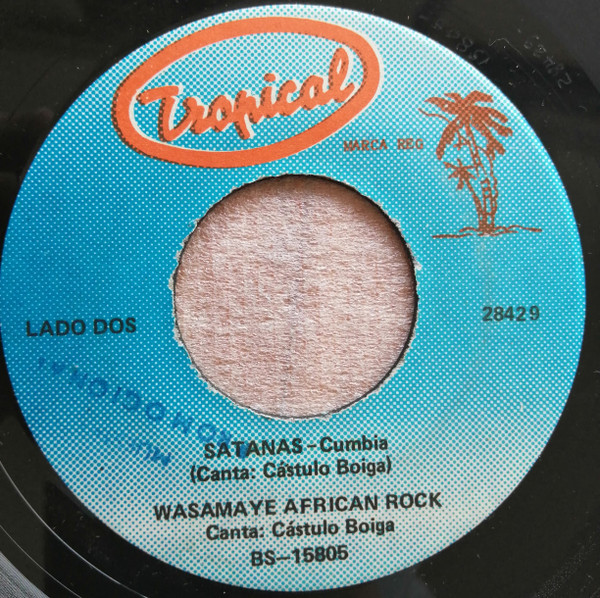 Tropical
MARCA REG
LADO DOS
28429
SATANAS-Cumbia
(Canta: Cástulo Boiga)
WASAMAYE AFRICAN ROCK
Canta: Cástulo Boiga
BS-15805